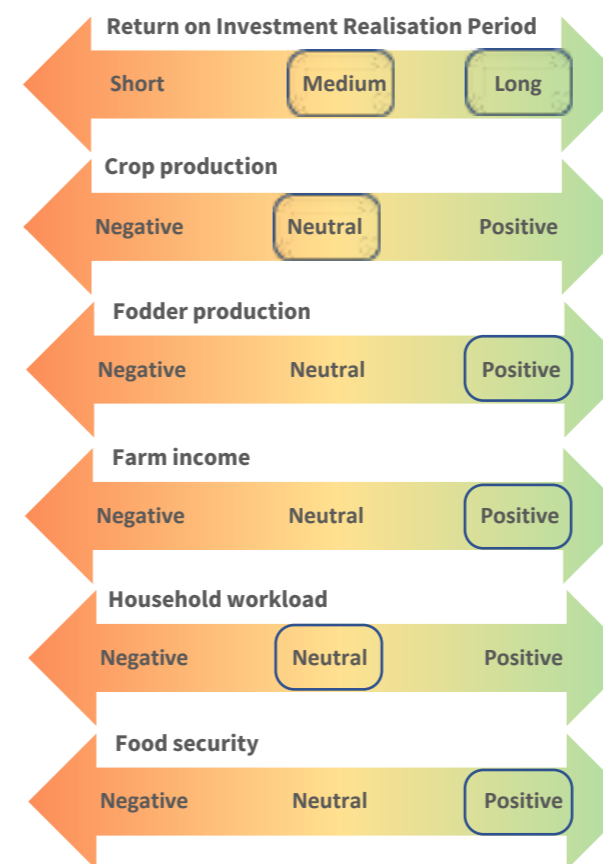 Return on Investment Realisation Period
Short Medium Long
Crop production
Negative Neutral Positive
Fodder production
Negative Neutral Positive
Farm income
Negative Neutral Positive
Household workload
Negative Neutral Positive
Food security
Negative Neutral Positive